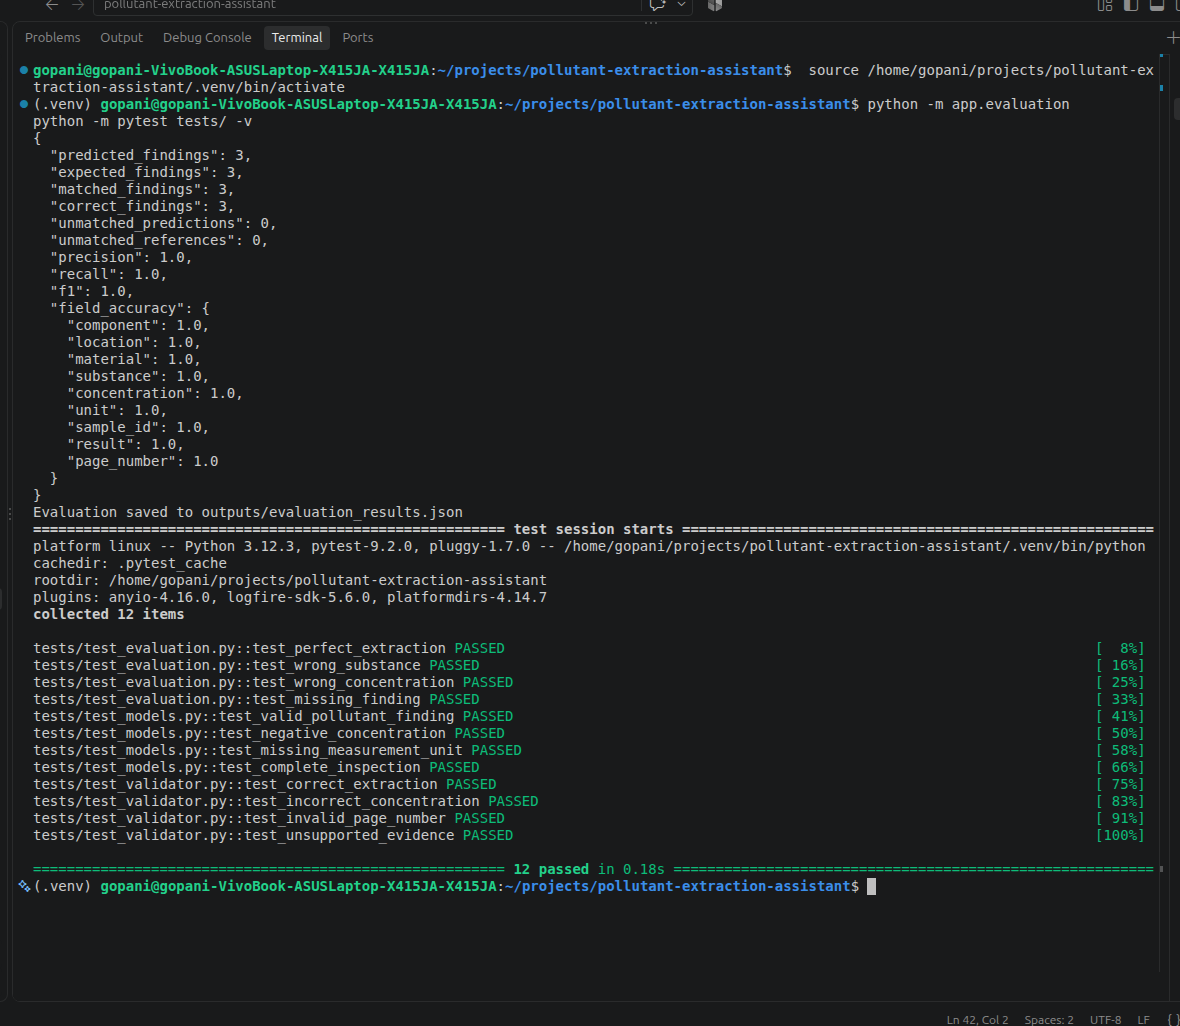 pollutant-extraction-assistant
Problems Output Debug Console Terminal Ports
gopani@gopani-VivoBook-ASUSLaptop-X415JA-X415JA:~/projects/pollutant-extraction-assistant$  source /home/gopani/projects/pollutant-ex
traction-assistant/.venv/bin/activate
(.venv) gopani@gopani-VivoBook-ASUSLaptop-X415JA-X415JA:~/projects/pollutant-extraction-assistant$ python -m app.evaluation
python -m pytest tests/ -v
{
  "predicted_findings": 3,
  "expected_findings": 3,
  "matched_findings": 3,
  "correct_findings": 3,
  "unmatched_predictions": 0,
  "unmatched_references": 0,
  "precision": 1.0,
  "recall": 1.0,
  "f1": 1.0,
  "field_accuracy": {
    "component": 1.0,
    "location": 1.0,
    "material": 1.0,
    "substance": 1.0,
    "concentration": 1.0,
    "unit": 1.0,
    "sample_id": 1.0,
    "result": 1.0,
    "page_number": 1.0
  }
}
Evaluation saved to outputs/evaluation_results.json
======================================================== test session starts ========================================================
platform linux -- Python 3.12.3, pytest-9.2.0, pluggy-1.7.0 -- /home/gopani/projects/pollutant-extraction-assistant/.venv/bin/python
cachedir: .pytest_cache
rootdir: /home/gopani/projects/pollutant-extraction-assistant
plugins: anyio-4.16.0, logfire-sdk-5.6.0, platformdirs-4.14.7
collected 12 items
tests/test_evaluation.py::test_perfect_extraction PASSED [  8%]
tests/test_evaluation.py::test_wrong_substance PASSED [ 16%]
tests/test_evaluation.py::test_wrong_concentration PASSED [ 25%]
tests/test_evaluation.py::test_missing_finding PASSED [ 33%]
tests/test_models.py::test_valid_pollutant_finding PASSED [ 41%]
tests/test_models.py::test_negative_concentration PASSED [ 50%]
tests/test_models.py::test_missing_measurement_unit PASSED [ 58%]
tests/test_models.py::test_complete_inspection PASSED [ 66%]
tests/test_validator.py::test_correct_extraction PASSED [ 75%]
tests/test_validator.py::test_incorrect_concentration PASSED [ 83%]
tests/test_validator.py::test_invalid_page_number PASSED [ 91%]
tests/test_validator.py::test_unsupported_evidence PASSED [100%]
======================================================== 12 passed in 0.18s =========================================================
(.venv) gopani@gopani-VivoBook-ASUSLaptop-X415JA-X415JA:~/projects/pollutant-extraction-assistant$
Ln 42, Col 2 Spaces: 2 UTF-8 LF { }